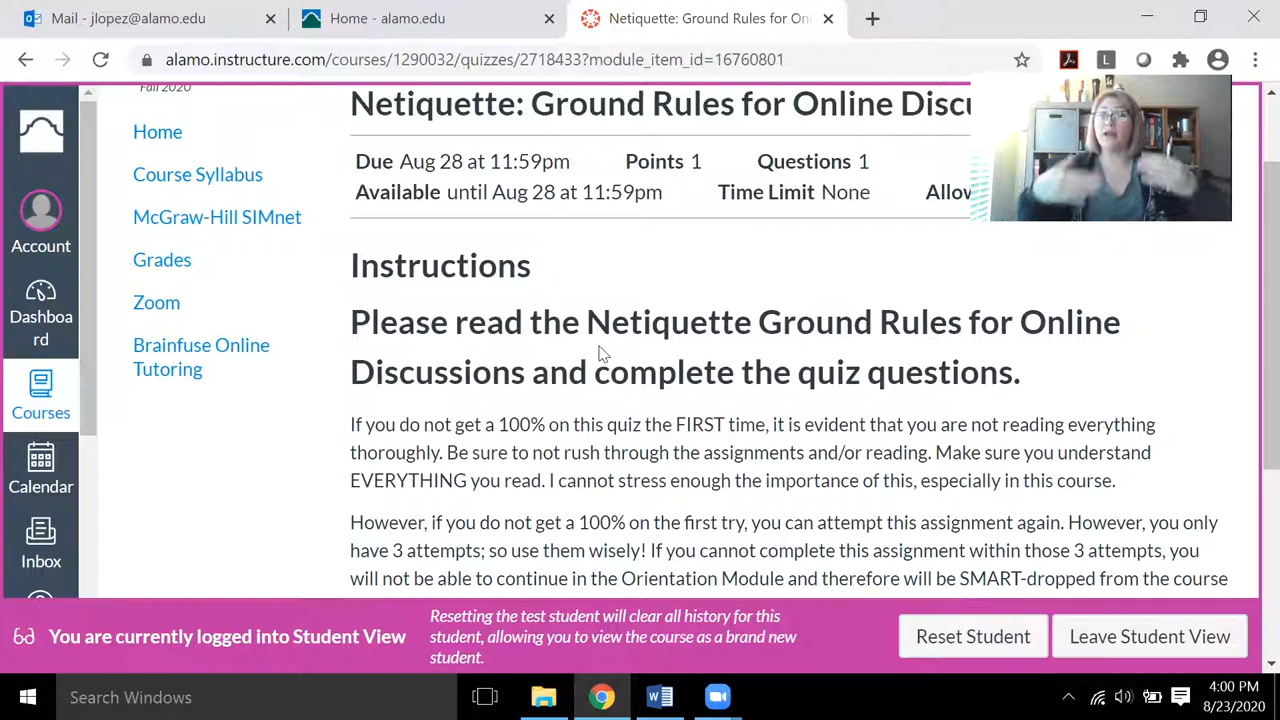 Mail - jlopez@alamo.edu
Home - alamo.edu
Netiquette: Ground Rules for Onl
alamo.instructure.com/courses/1290032/quizzes/2718433?module_item_id=16760801
Fall 2020
Home
Course Syllabus
McGraw-Hill SIMnet
Grades
Zoom
Brainfuse Online
Tutoring
Account
Dashboa
rd
Courses
Calendar
Inbox
Netiquette: Ground Rules for Online Discu
Due Aug 28 at 11:59pm Points 1 Questions 1
Available until Aug 28 at 11:59pm Time Limit None Allow
Instructions
Please read the Netiquette Ground Rules for Online
Discussions and complete the quiz questions.
If you do not get a 100% on this quiz the FIRST time, it is evident that you are not reading everything
thoroughly. Be sure to not rush through the assignments and/or reading. Make sure you understand
EVERYTHING you read. I cannot stress enough the importance of this, especially in this course.
However, if you do not get a 100% on the first try, you can attempt this assignment again. However, you only
have 3 attempts; so use them wisely! If you cannot complete this assignment within those 3 attempts, you
will not be able to continue in the Orientation Module and therefore will be SMART-dropped from the course
You are currently logged into Student View
Resetting the test student will clear all history for this
student, allowing you to view the course as a brand new
student.
Reset Student
Leave Student View
Search Windows
4:00 PM
8/23/2020